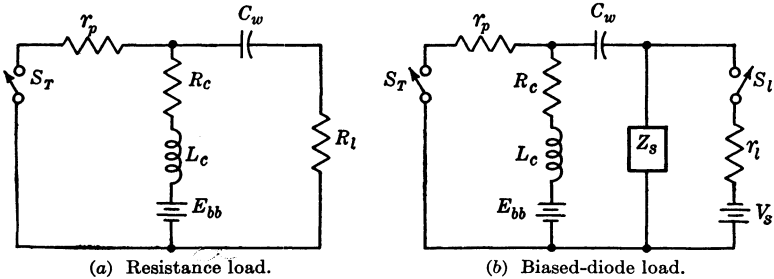 r_p
C_w
S_T
R_c
L_c
E_bb
R_l
(a) Resistance load.
r_p
C_w
S_T
R_c
L_c
E_bb
Z_s
S_l
r_l
V_s
(b) Biased-diode load.